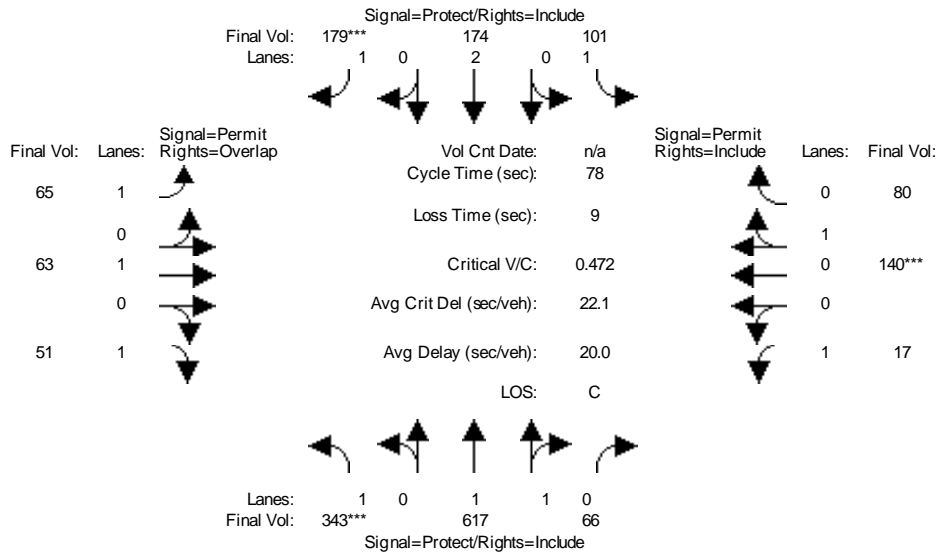 Signal=Protect/Rights=Include
Final Vol: 179*** 174 101
Lanes: 1 0 2 0 1
Signal=Permit Signal=Permit
Final Vol: Lanes: Rights=Overlap Vol Cnt Date: n/a Rights=Include Lanes: Final Vol:
Cycle Time (sec): 78
65 1 0 80
Loss Time (sec): 9
0 1
63 1 Critical V/C: 0.472 0 140***
0 Avg Crit Del (sec/veh): 22.1 0
51 1 Avg Delay (sec/veh): 20.0 1 17
LOS: C
Lanes: 1 0 1 1 0
Final Vol: 343*** 617 66
Signal=Protect/Rights=Include